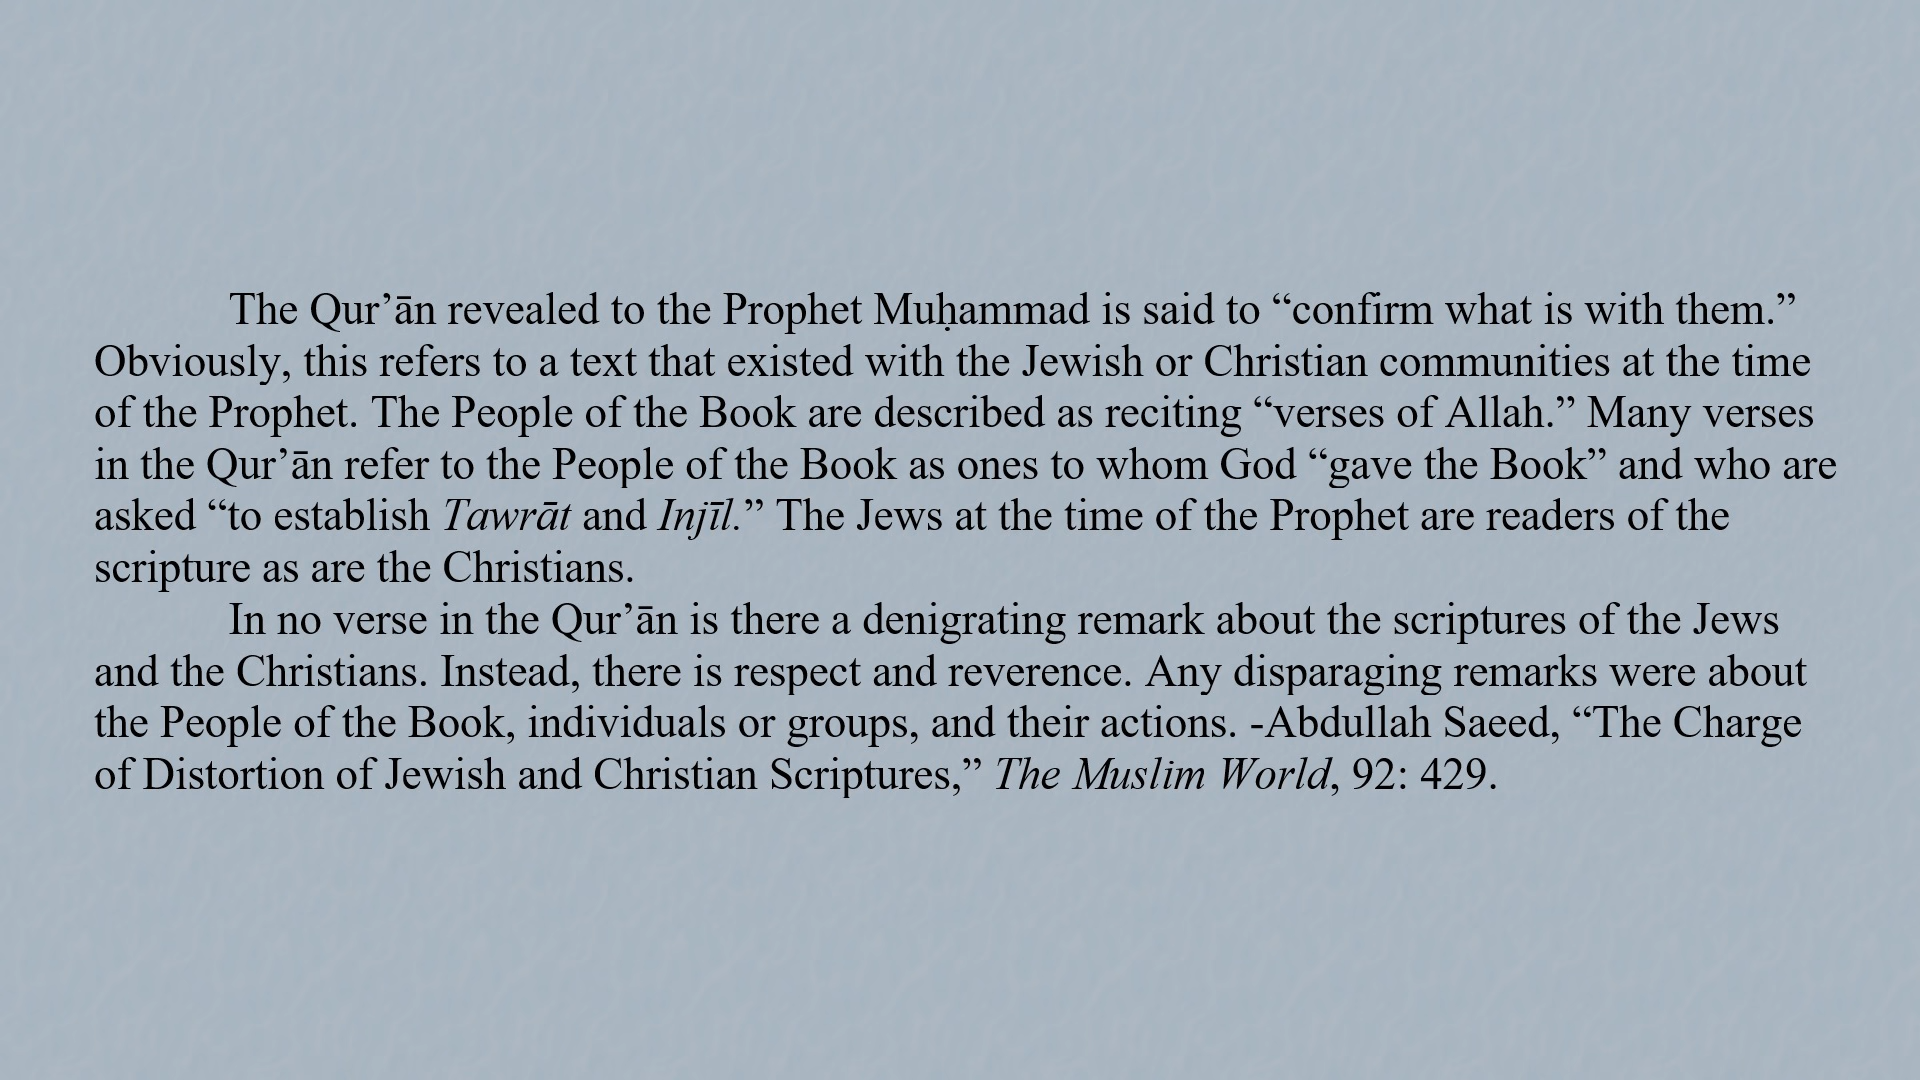 The Qur’ān revealed to the Prophet Muḥammad is said to “confirm what is with them.”
Obviously, this refers to a text that existed with the Jewish or Christian communities at the time
of the Prophet. The People of the Book are described as reciting “verses of Allah.” Many verses
in the Qur’ān refer to the People of the Book as ones to whom God “gave the Book” and who are
asked “to establish Tawrāt and Injīl.” The Jews at the time of the Prophet are readers of the
scripture as are the Christians.
In no verse in the Qur’ān is there a denigrating remark about the scriptures of the Jews
and the Christians. Instead, there is respect and reverence. Any disparaging remarks were about
the People of the Book, individuals or groups, and their actions. -Abdullah Saeed, “The Charge
of Distortion of Jewish and Christian Scriptures,” The Muslim World, 92: 429.